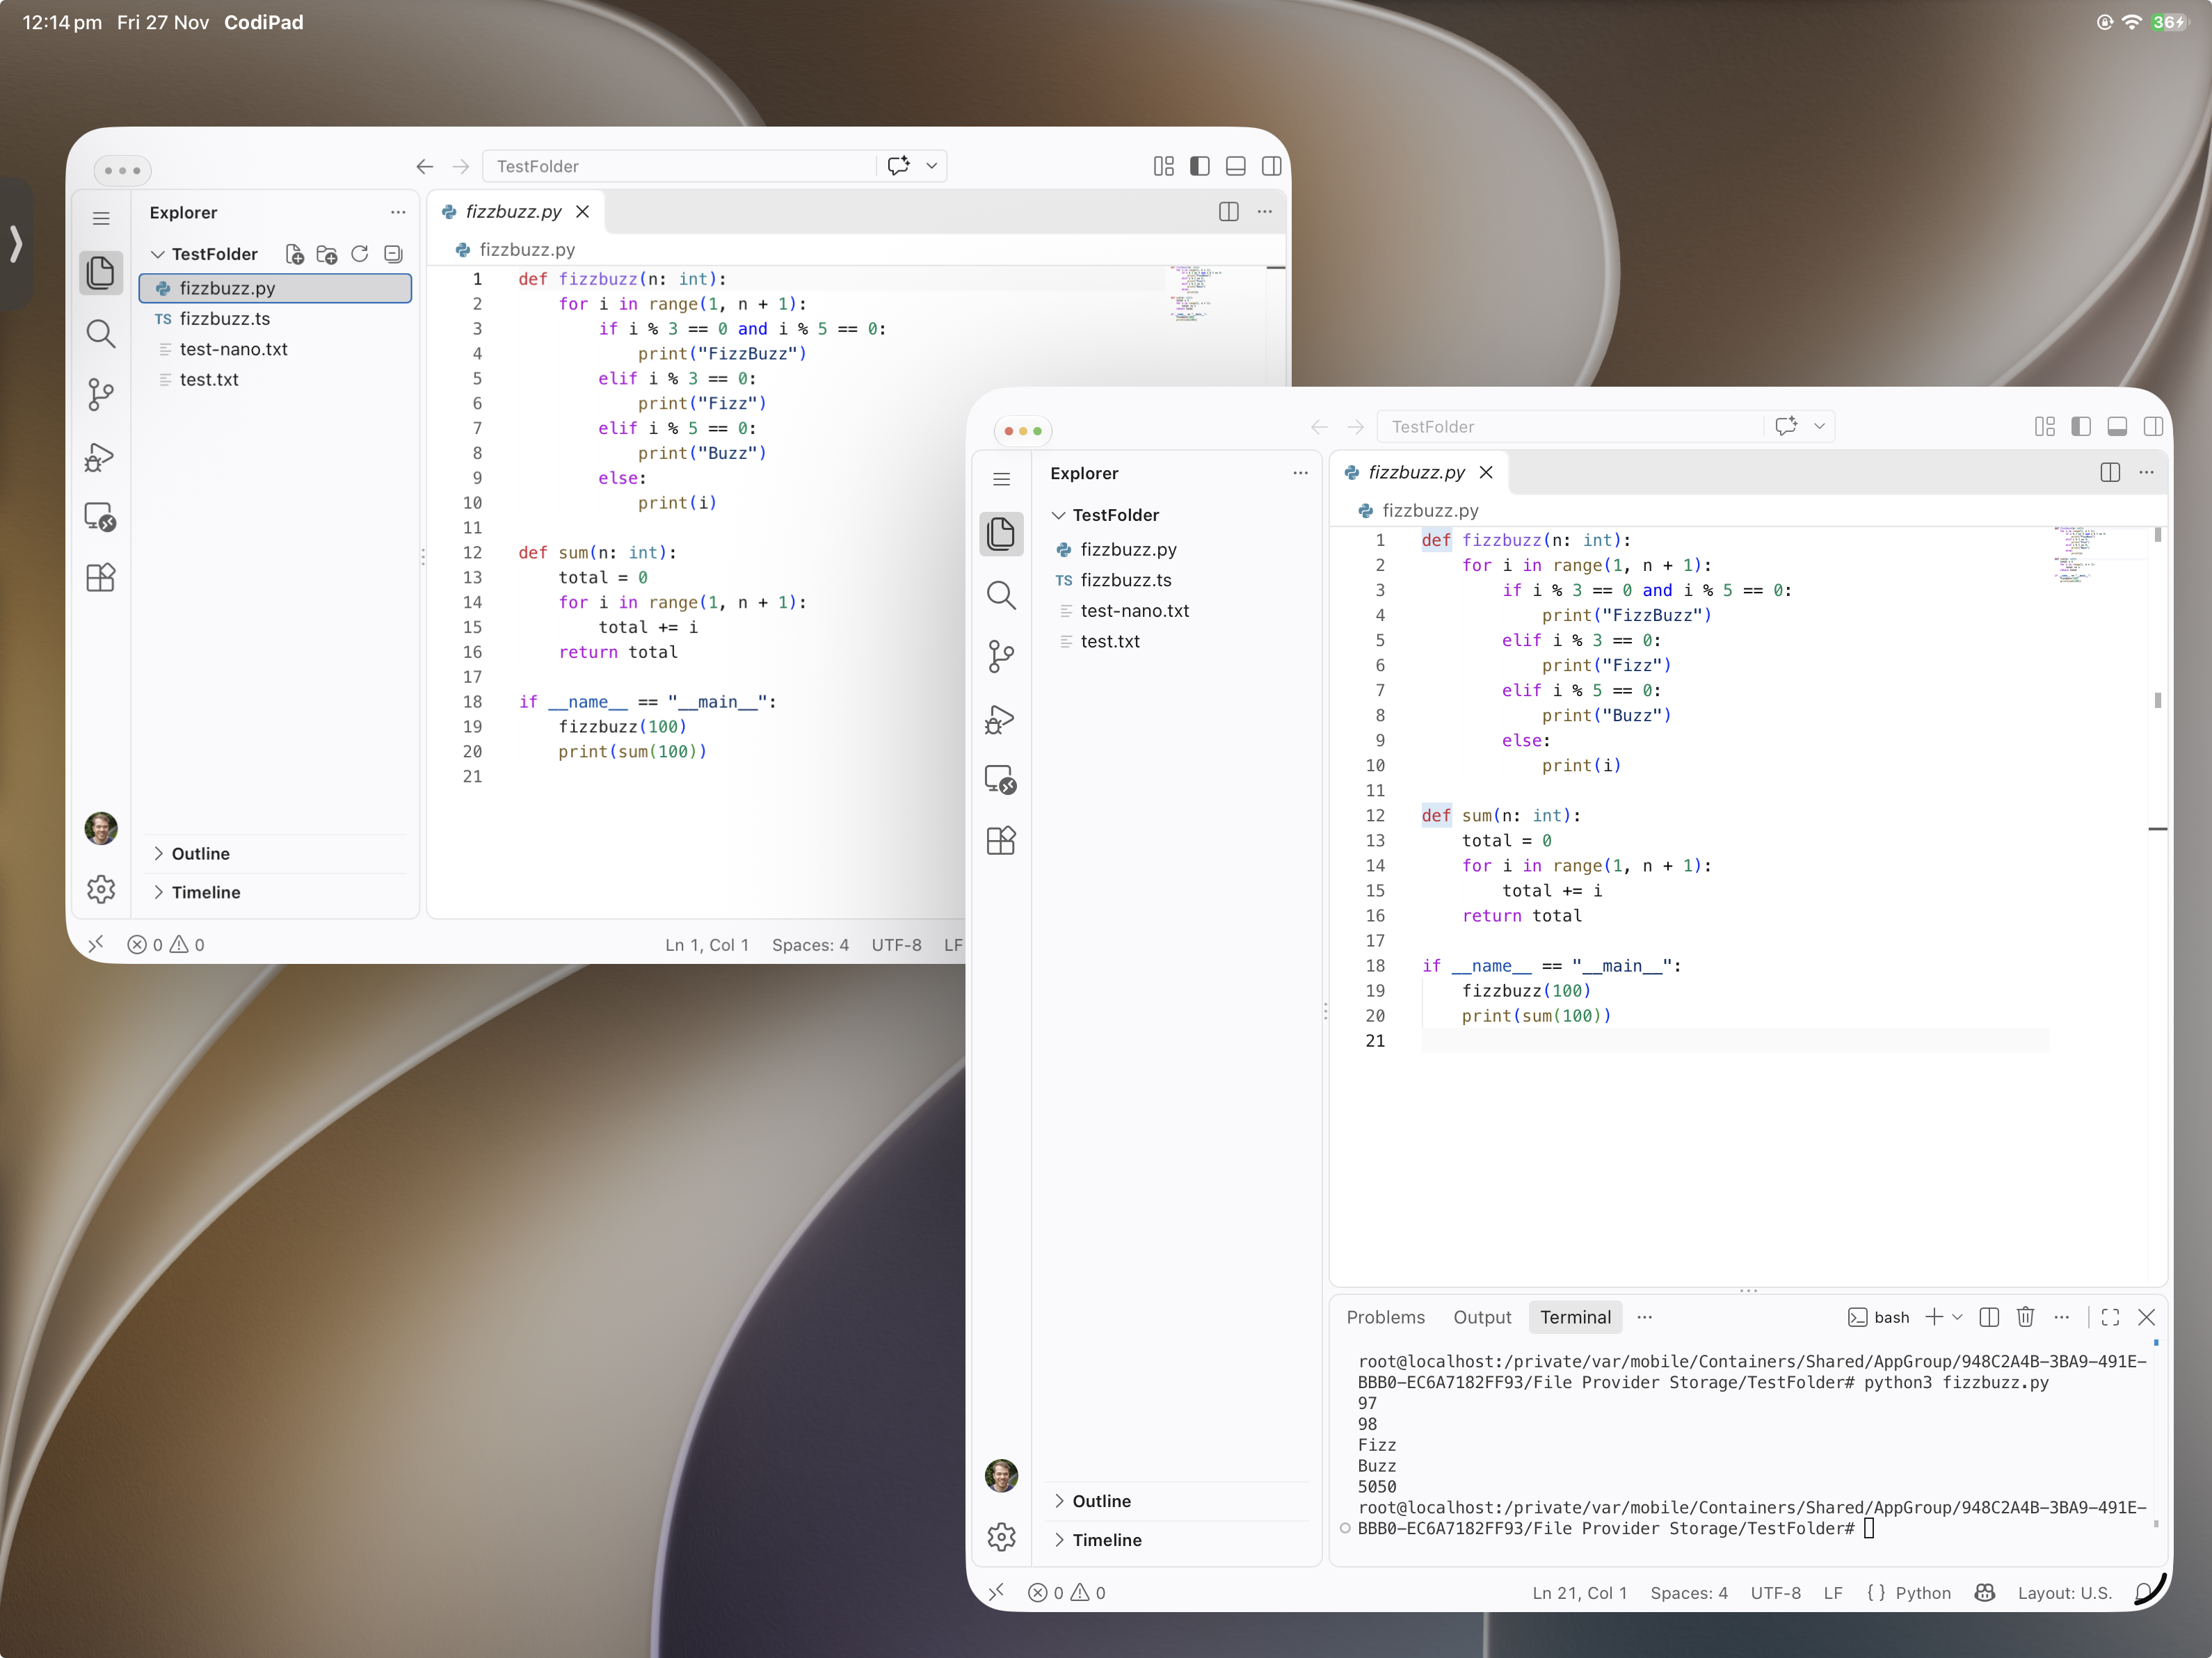 12:14 pm Fri 27 Nov CodiPad
36
TestFolder
Explorer
TestFolder
fizzbuzz.py
TS fizzbuzz.ts
test-nano.txt
test.txt
Outline
Timeline
fizzbuzz.py
fizzbuzz.py
1 def fizzbuzz(n: int):
2 for i in range(1, n + 1):
3 if i % 3 == 0 and i % 5 == 0:
4 print("FizzBuzz")
5 elif i % 3 == 0:
6 print("Fizz")
7 elif i % 5 == 0:
8 print("Buzz")
9 else:
10 print(i)
11
12 def sum(n: int):
13 total = 0
14 for i in range(1, n + 1):
15 total += i
16 return total
17
18 if __name__ == "__main__":
19 fizzbuzz(100)
20 print(sum(100))
21
0 0 Ln 1, Col 1 Spaces: 4 UTF-8 LF
TestFolder
Explorer
TestFolder
fizzbuzz.py
TS fizzbuzz.ts
test-nano.txt
test.txt
Outline
Timeline
fizzbuzz.py
fizzbuzz.py
1 def fizzbuzz(n: int):
2 for i in range(1, n + 1):
3 if i % 3 == 0 and i % 5 == 0:
4 print("FizzBuzz")
5 elif i % 3 == 0:
6 print("Fizz")
7 elif i % 5 == 0:
8 print("Buzz")
9 else:
10 print(i)
11
12 def sum(n: int):
13 total = 0
14 for i in range(1, n + 1):
15 total += i
16 return total
17
18 if __name__ == "__main__":
19 fizzbuzz(100)
20 print(sum(100))
21
Problems Output Terminal bash
root@localhost:/private/var/mobile/Containers/Shared/AppGroup/948C2A4B-3BA9-491E-
BBB0-EC6A7182FF93/File Provider Storage/TestFolder# python3 fizzbuzz.py
97
98
Fizz
Buzz
5050
root@localhost:/private/var/mobile/Containers/Shared/AppGroup/948C2A4B-3BA9-491E-
BBB0-EC6A7182FF93/File Provider Storage/TestFolder#
0 0 Ln 21, Col 1 Spaces: 4 UTF-8 LF { } Python Layout: U.S.